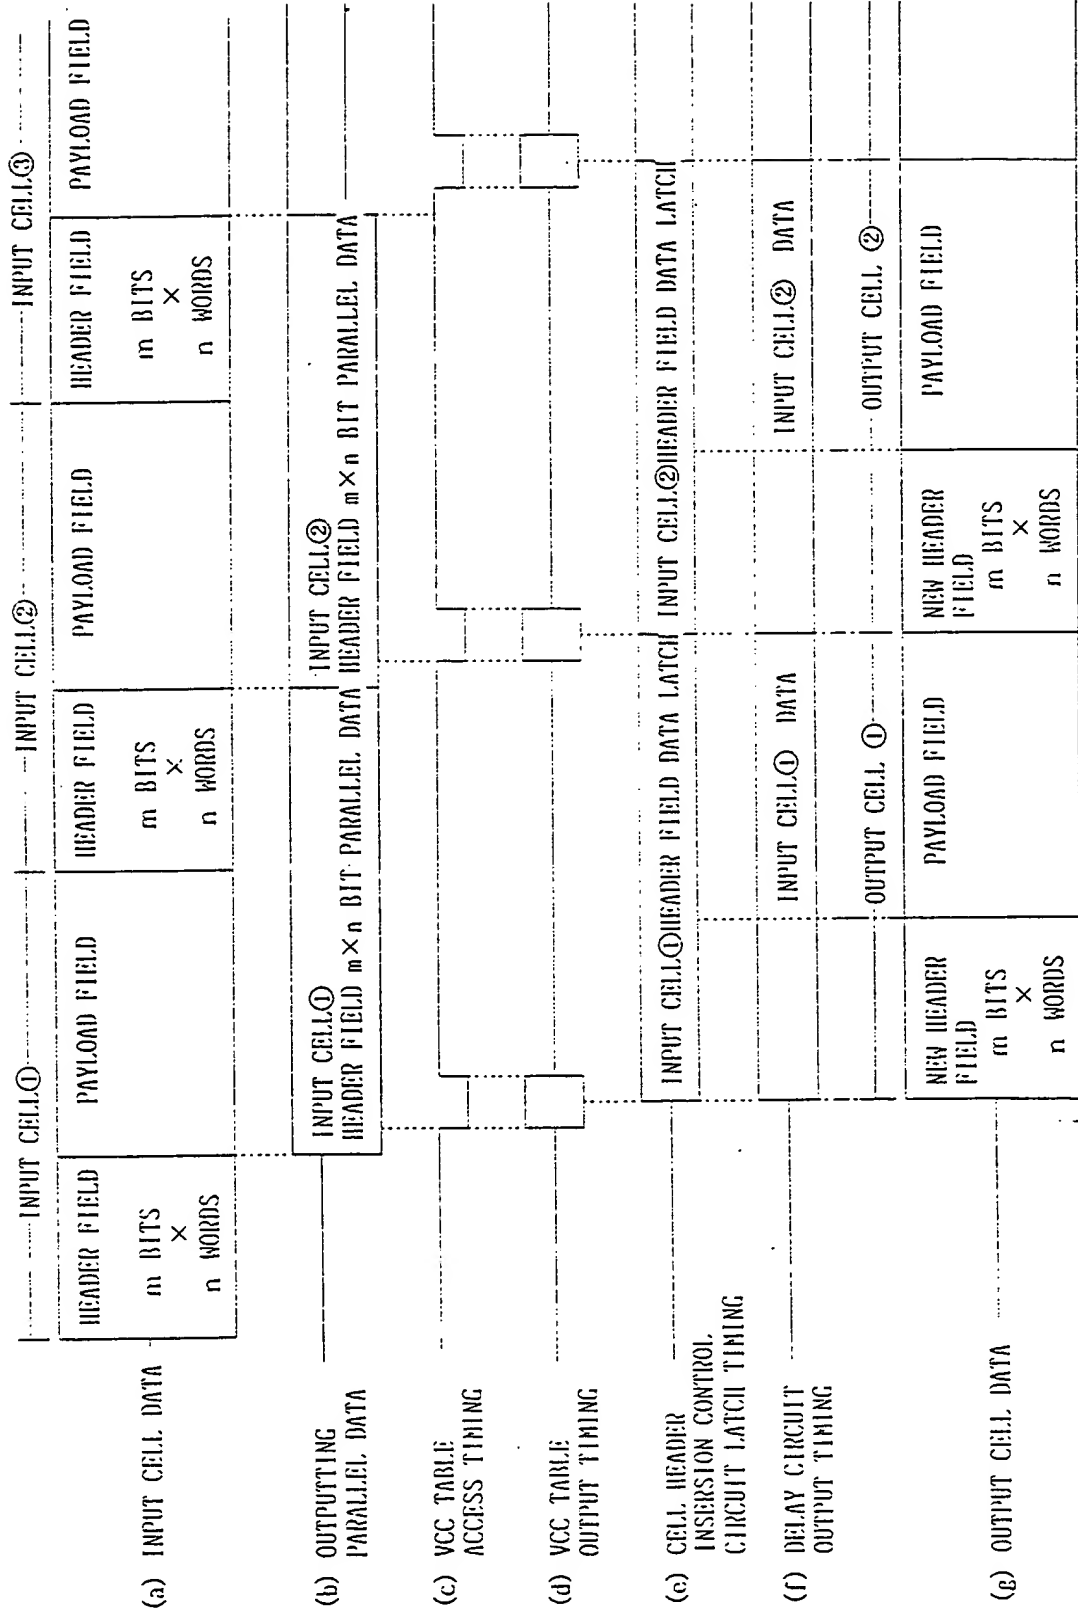 INPUT CELL① INPUT CELL② INPUT CELL③
(a) INPUT CELL DATA
HEADER FIELD
m BITS
×
n WORDS
PAYLOAD FIELD
HEADER FIELD
m BITS
×
n WORDS
PAYLOAD FIELD
HEADER FIELD
m BITS
×
n WORDS
PAYLOAD FIELD
(b) OUTPUTTING
PARALLEL DATA
INPUT CELL①
HEADER FIELD m×n BIT PARALLEL DATA
INPUT CELL②
HEADER FIELD m×n BIT PARALLEL DATA
(c) VCC TABLE
ACCESS TIMING
(d) VCC TABLE
OUTPUT TIMING
(e) CELL HEADER
INSERSION CONTROL
CIRCUIT LATCH TIMING
INPUT CELL①HEADER FIELD DATA LATCH
INPUT CELL②HEADER FIELD DATA LATCH
(f) DELAY CIRCUIT
OUTPUT TIMING
INPUT CELL① DATA
INPUT CELL② DATA
OUTPUT CELL ①
OUTPUT CELL ②
(g) OUTPUT CELL DATA
NEW HEADER
FIELD
m BITS
×
n WORDS
PAYLOAD FIELD
NEW HEADER
FIELD
m BITS
×
n WORDS
PAYLOAD FIELD